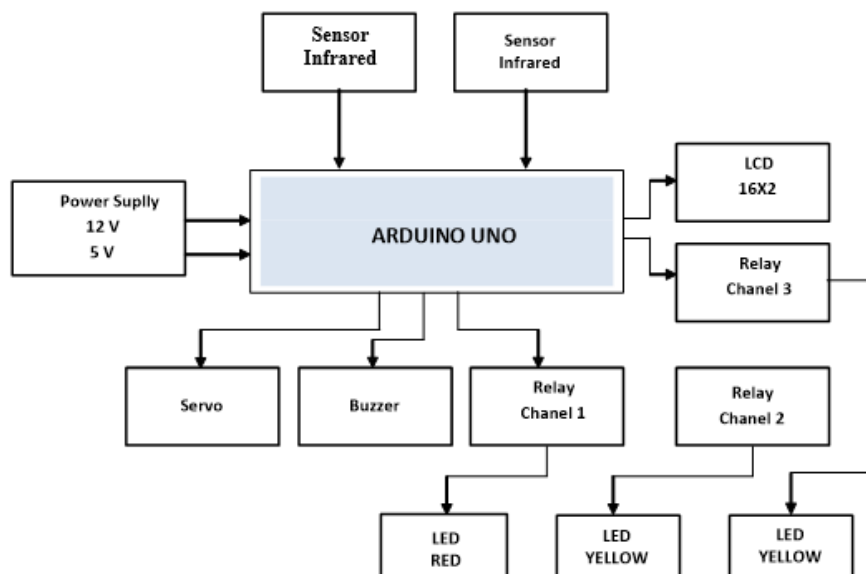 Sensor
Infrared
Sensor
Infrared
Power Suplly
12 V
5 V
ARDUINO UNO
LCD
16X2
Relay
Chanel 3
Servo
Buzzer
Relay
Chanel 1
Relay
Chanel 2
LED
RED
LED
YELLOW
LED
YELLOW